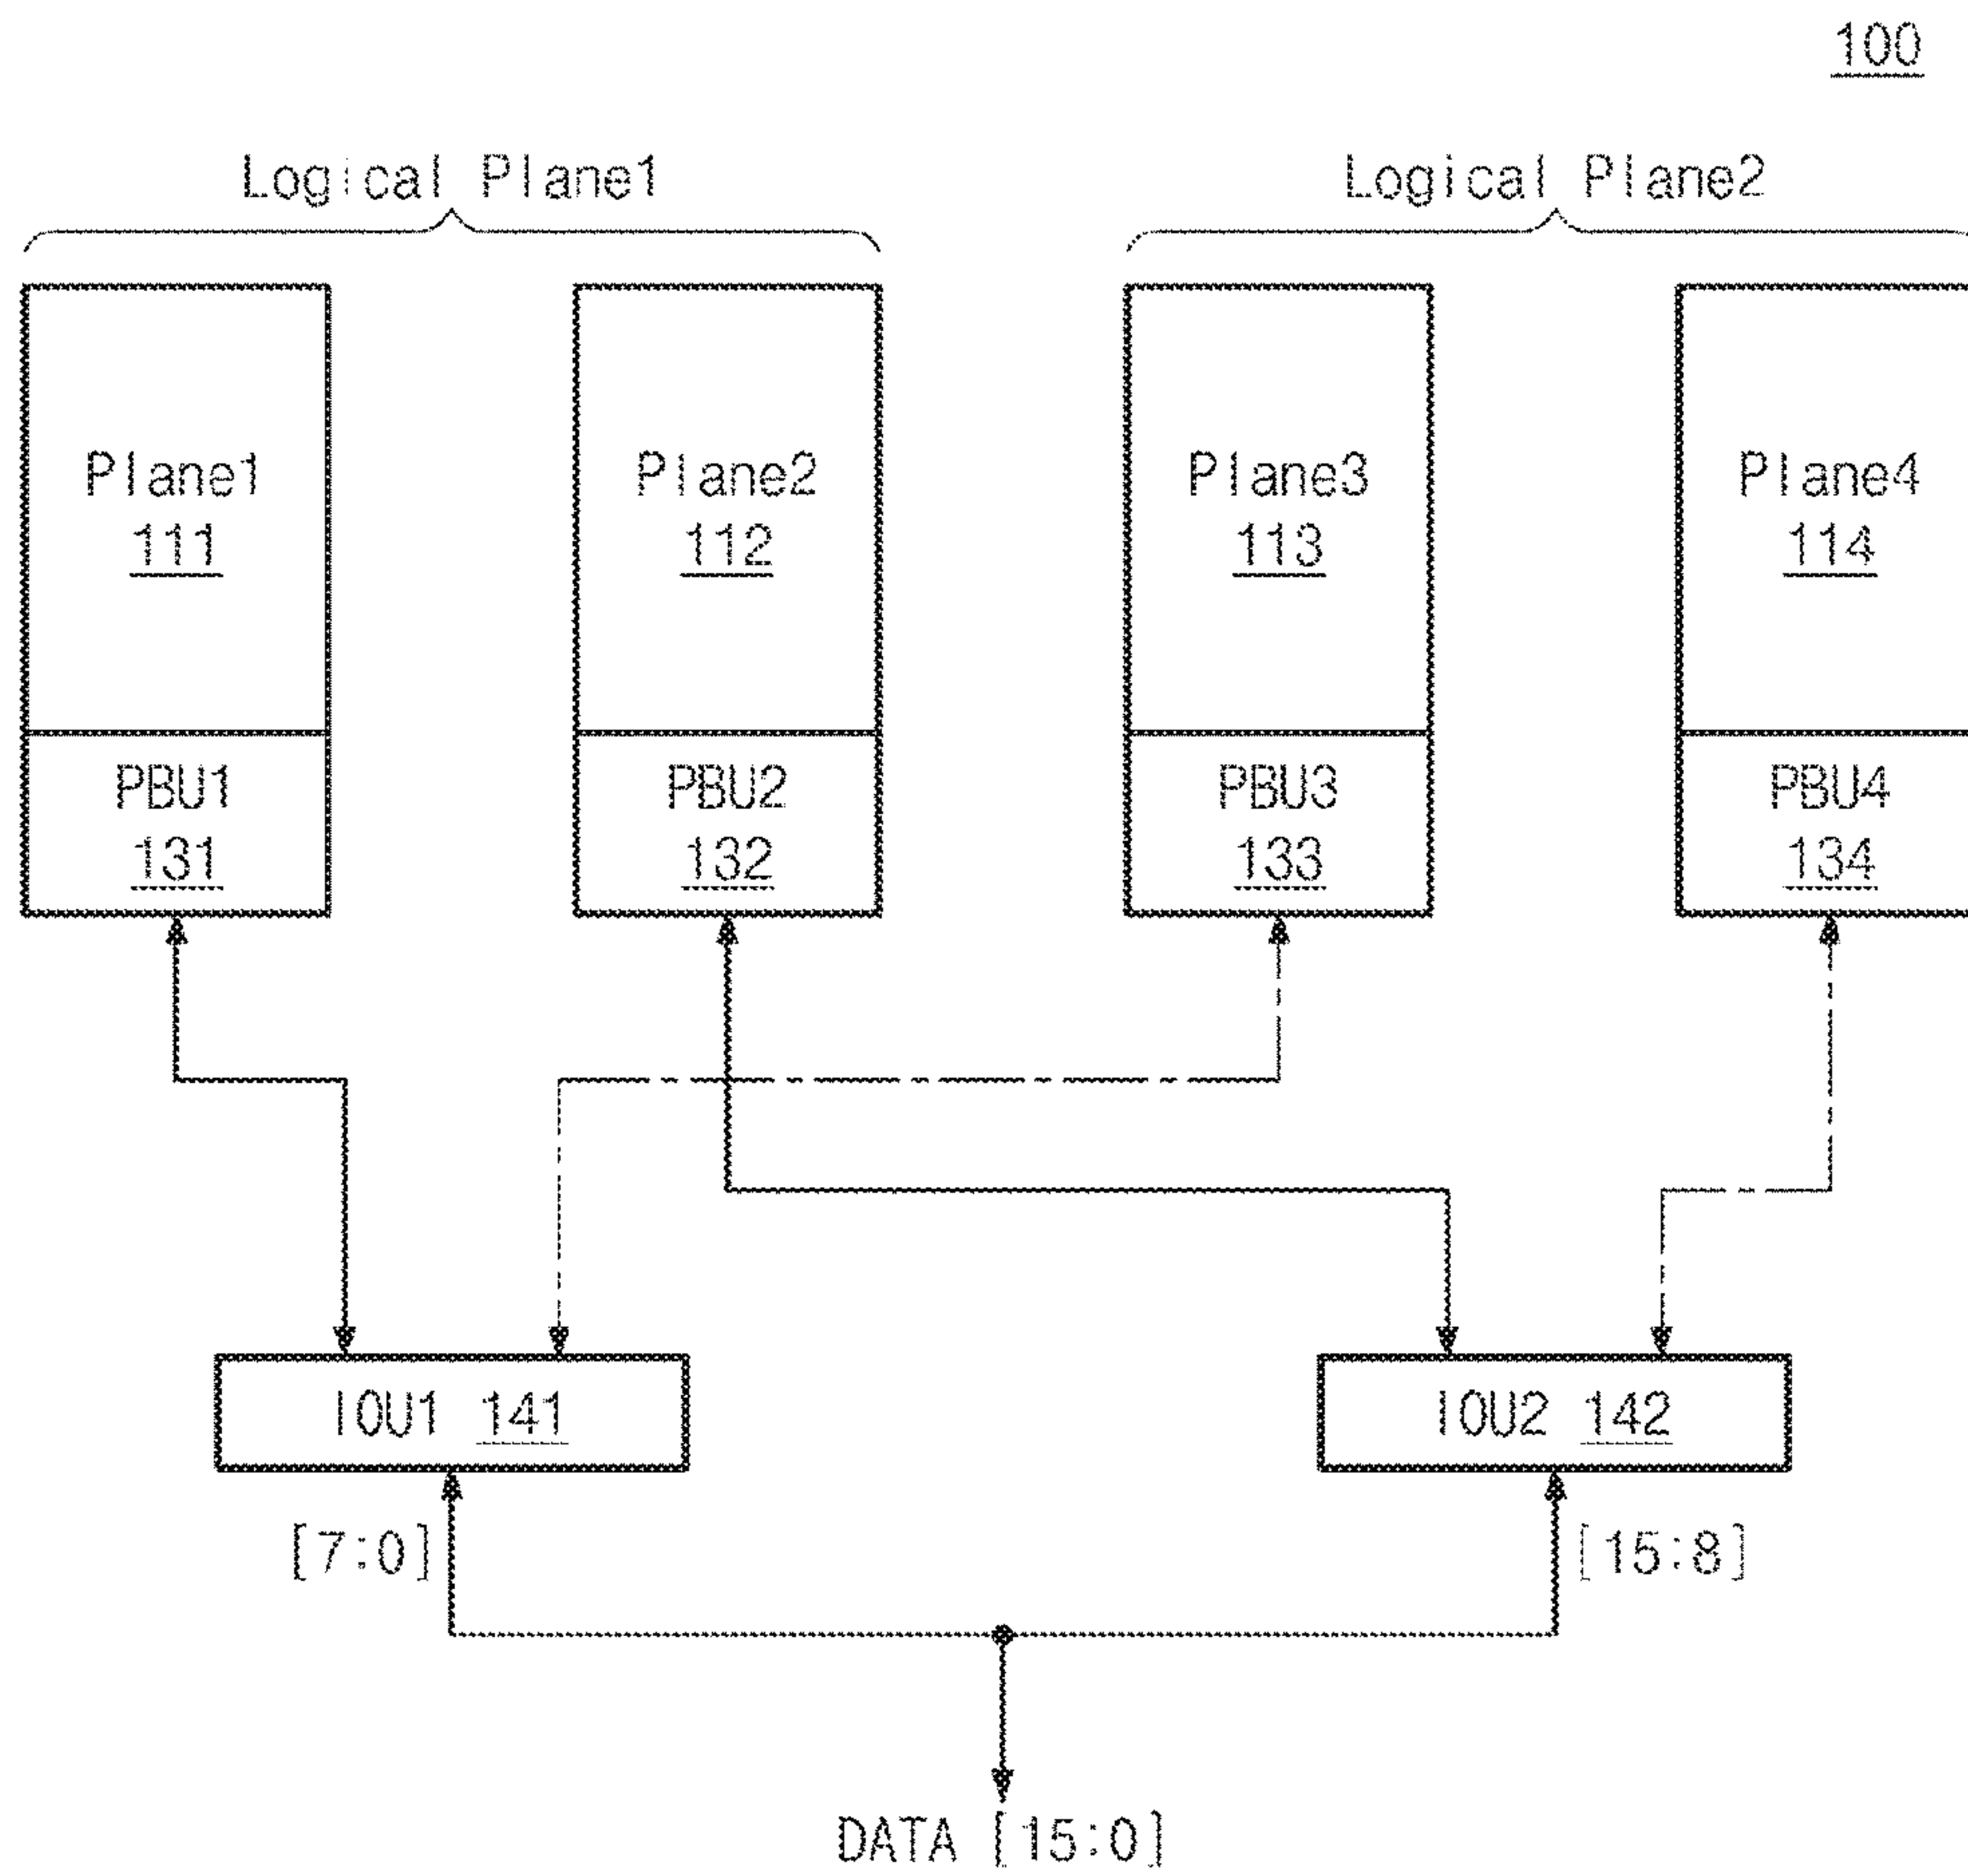 100
Logical Plane1 Logical Plane2
Plane1 Plane2 Plane3 Plane4
111 112 113 114
PBU1 PBU2 PBU3 PBU4
131 132 133 134
IOU1 141 IOU2 142
[7:0] [15:8]
DATA [15:0]